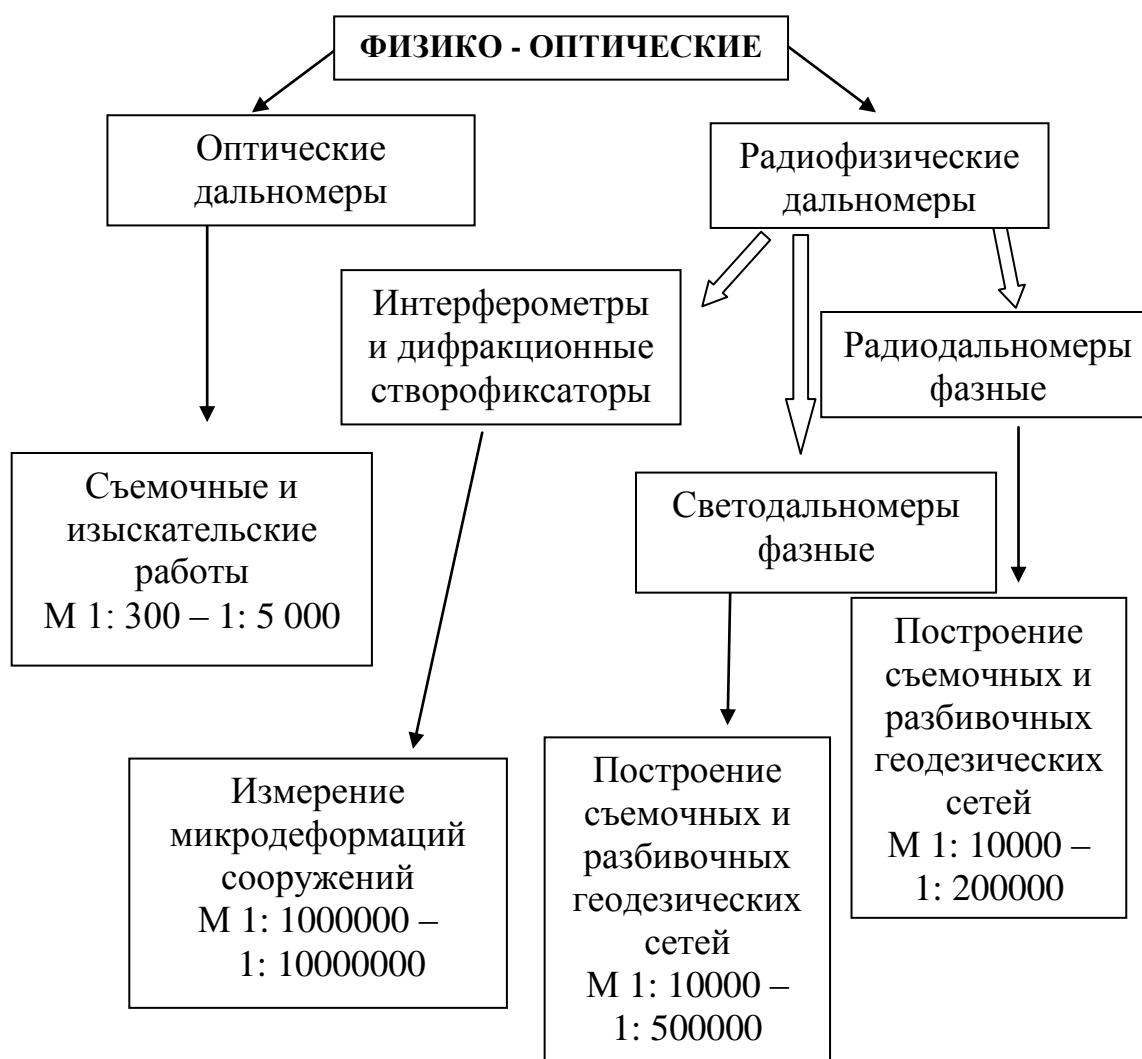 ФИЗИКО - ОПТИЧЕСКИЕ
Оптические
дальномеры
Радиофизические
дальномеры
Интерферометры
и дифракционные
створофиксаторы
Радиодальномеры
фазные
Съемочные и
изыскательские
работы
М 1: 300 – 1: 5 000
Светодальномеры
фазные
Построение
съемочных и
разбивочных
геодезических
сетей
М 1: 10000 –
1: 200000
Измерение
микродеформаций
сооружений
М 1: 1000000 –
1: 10000000
Построение
съемочных и
разбивочных
геодезических
сетей
М 1: 10000 –
1: 500000